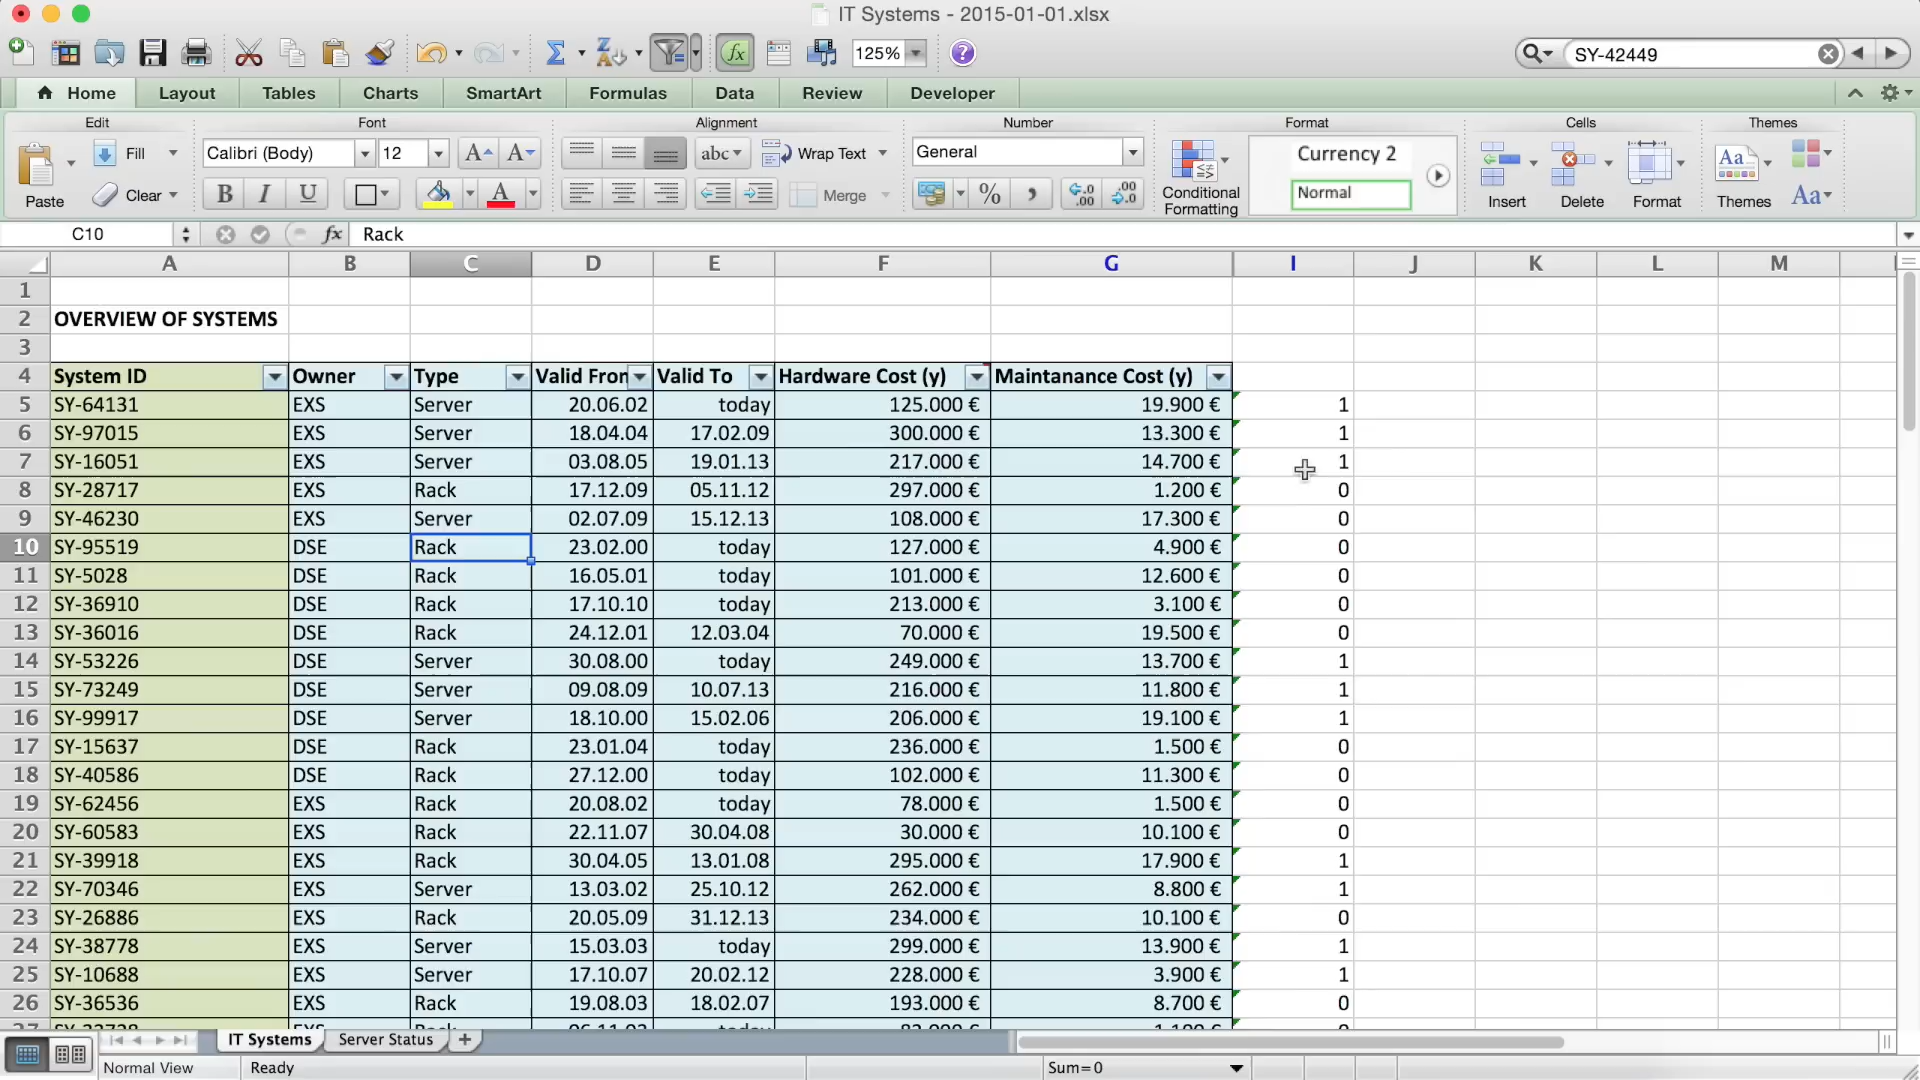 IT Systems - 2015-01-01.xlsx
125% SY-42449
Home Layout Tables Charts SmartArt Formulas Data Review Developer
Edit Font Alignment Number Format Cells Themes
Fill Calibri (Body) 12 A A abc Wrap Text General Currency 2
Paste Clear B I U A Merge % , .0 .00 .00 .0 Conditional Formatting Normal Insert Delete Format Themes Aa
C10 fx Rack
A B C D E F G I J K L M
1
2 OVERVIEW OF SYSTEMS
3
4 System ID Owner Type Valid Fron Valid To Hardware Cost (y) Maintanance Cost (y)
5 SY-64131 EXS Server 20.06.02 today 125.000 € 19.900 € 1
6 SY-97015 EXS Server 18.04.04 17.02.09 300.000 € 13.300 € 1
7 SY-16051 EXS Server 03.08.05 19.01.13 217.000 € 14.700 € 1
8 SY-28717 EXS Rack 17.12.09 05.11.12 297.000 € 1.200 € 0
9 SY-46230 EXS Server 02.07.09 15.12.13 108.000 € 17.300 € 0
10 SY-95519 DSE Rack 23.02.00 today 127.000 € 4.900 € 0
11 SY-5028 DSE Rack 16.05.01 today 101.000 € 12.600 € 0
12 SY-36910 DSE Rack 17.10.10 today 213.000 € 3.100 € 0
13 SY-36016 DSE Rack 24.12.01 12.03.04 70.000 € 19.500 € 0
14 SY-53226 DSE Server 30.08.00 today 249.000 € 13.700 € 1
15 SY-73249 DSE Server 09.08.09 10.07.13 216.000 € 11.800 € 1
16 SY-99917 DSE Server 18.10.00 15.02.06 206.000 € 19.100 € 1
17 SY-15637 DSE Rack 23.01.04 today 236.000 € 1.500 € 0
18 SY-40586 DSE Rack 27.12.00 today 102.000 € 11.300 € 0
19 SY-62456 EXS Rack 20.08.02 today 78.000 € 1.500 € 0
20 SY-60583 EXS Rack 22.11.07 30.04.08 30.000 € 10.100 € 0
21 SY-39918 EXS Rack 30.04.05 13.01.08 295.000 € 17.900 € 1
22 SY-70346 EXS Server 13.03.02 25.10.12 262.000 € 8.800 € 1
23 SY-26886 EXS Rack 20.05.09 31.12.13 234.000 € 10.100 € 0
24 SY-38778 EXS Server 15.03.03 today 299.000 € 13.900 € 1
25 SY-10688 EXS Server 17.10.07 20.02.12 228.000 € 3.900 € 1
26 SY-36536 EXS Rack 19.08.03 18.02.07 193.000 € 8.700 € 0
IT Systems Server Status
Normal View Ready Sum=0